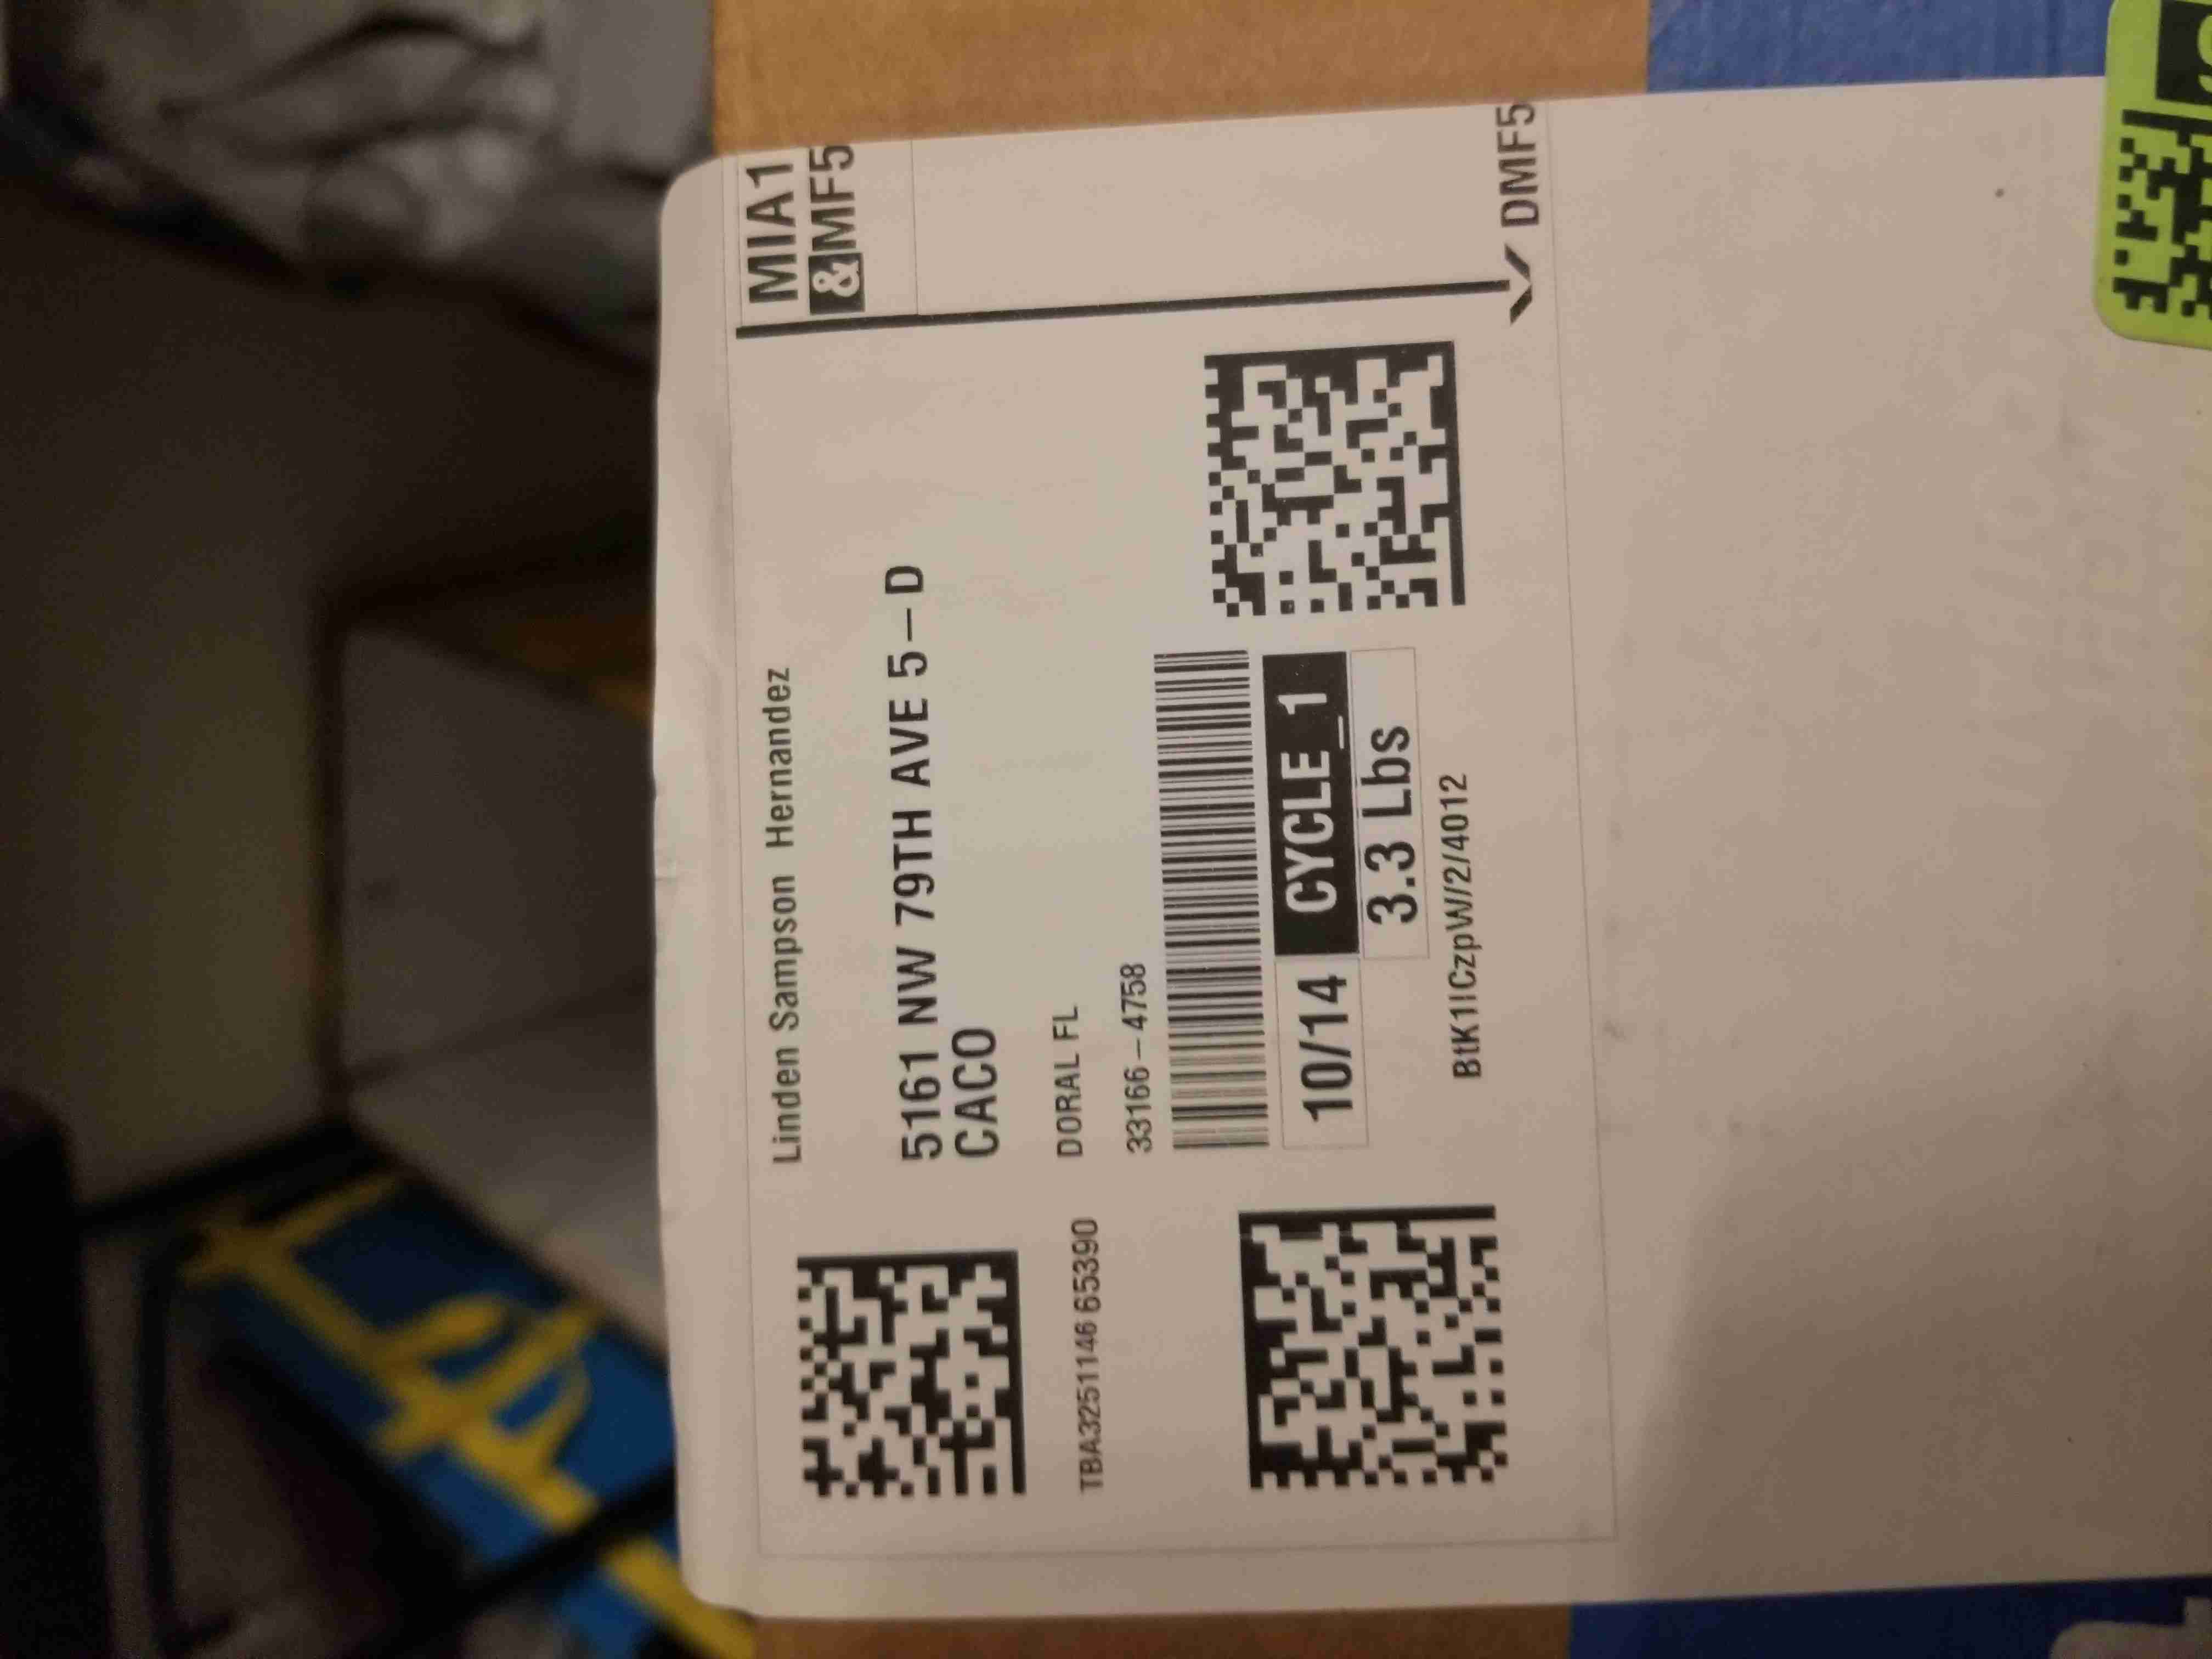 MIA1
&MF5
Linden Sampson Hernandez
5161 NW 79TH AVE 5-D
CACO
DORAL FL
33166-4758
TBA325114665390
10/14 CYCLE_1
3.3 Lbs
BtK1ICzpW/2/4012
DMF5